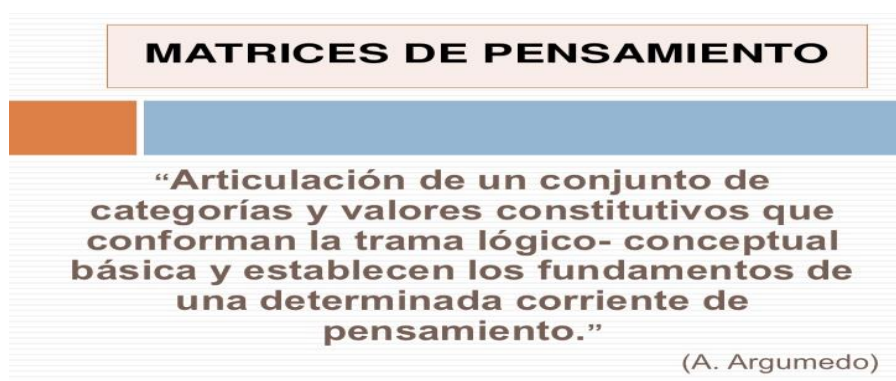 MATRICES DE PENSAMIENTO
“Articulación de un conjunto de
categorías y valores constitutivos que
conforman la trama lógico- conceptual
básica y establecen los fundamentos de
una determinada corriente de
pensamiento.”
(A. Argumedo)